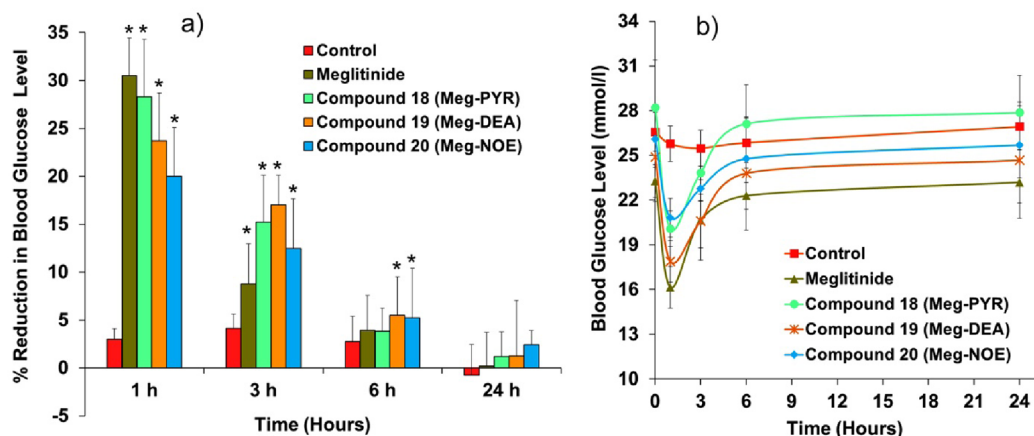 a)
% Reduction in Blood Glucose Level
35
30
25
20
15
10
5
0
-5
* *
*
*
*
* *
*
* *
Control
Meglitinide
Compound 18 (Meg-PYR)
Compound 19 (Meg-DEA)
Compound 20 (Meg-NOE)
1 h 3 h 6 h 24 h
Time (Hours)
b)
Blood Glucose Level (mmol/l)
34
31
28
25
22
19
16
13
10
Control
Meglitinide
Compound 18 (Meg-PYR)
Compound 19 (Meg-DEA)
Compound 20 (Meg-NOE)
0 3 6 9 12 15 18 21 24
Time (Hours)